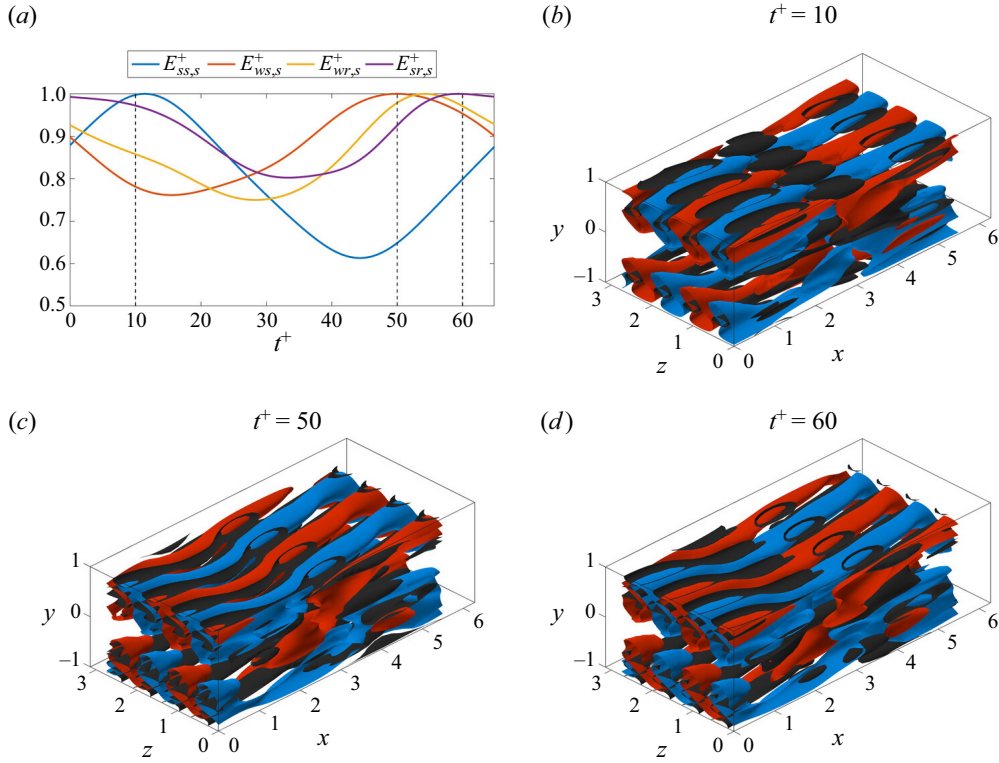 (a)
E⁺ss,s E⁺ws,s E⁺wr,s E⁺sr,s
1.0
0.9
0.8
0.7
0.6
0.5
0 10 20 30 40 50 60
t⁺
(b) t⁺ = 10
1
y 0
−1
3 2 1 0
z
0 1 2 3 4 5 6
x
(c) t⁺ = 50
1
y 0
−1
3 2 1 0
z
0 1 2 3 4 5 6
x
(d) t⁺ = 60
1
y 0
−1
3 2 1 0
z
0 1 2 3 4 5 6
x